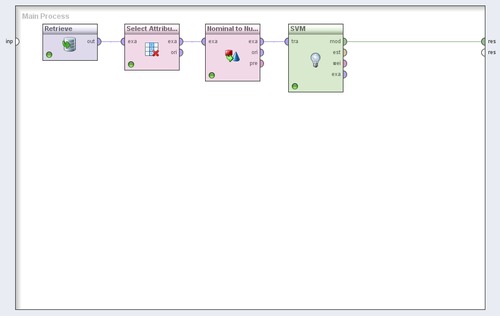 Main Process
Retrieve
Select Attribu...
Nominal to Nu...
SVM
inp
out
exa
exa
exa
exa
tra
mod
res
ori
ori
est
res
pre
wei
exa